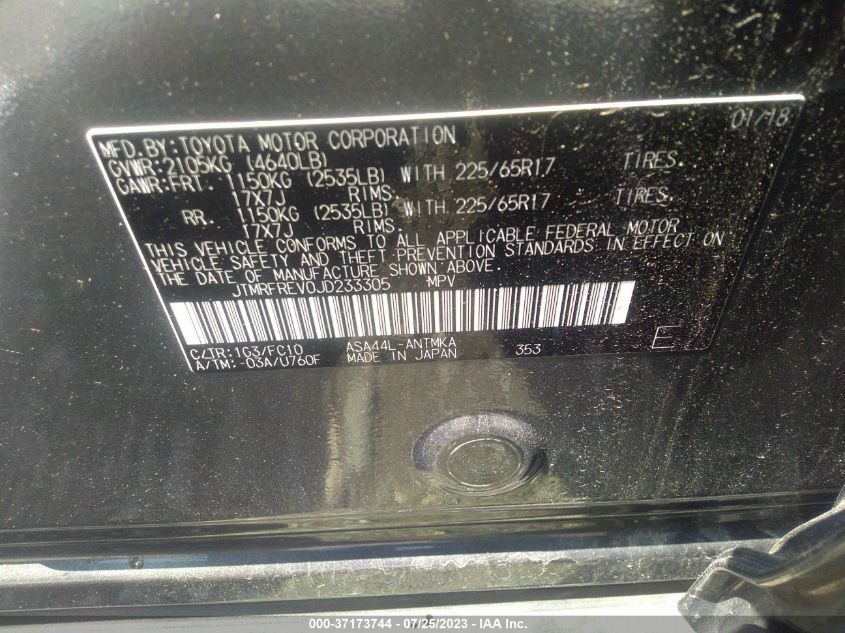 01/18
MFD.BY:TOYOTA MOTOR CORPORATION
GVWR:2105KG (4640LB)
GAWR:FRT. 1150KG (2535LB) WITH 225/65R17 TIRES.
17X7J RIMS.
RR. 1150KG (2535LB) WITH 225/65R17 TIRES.
17X7J RIMS.
THIS VEHICLE CONFORMS TO ALL APPLICABLE FEDERAL MOTOR
VEHICLE SAFETY AND THEFT PREVENTION STANDARDS IN EFFECT ON
THE DATE OF MANUFACTURE SHOWN ABOVE.
JTMRFREV0JD233305 MPV
C/TR:1G3/FC10 ASA44L-ANTMKA 353 E
A/TM:-03A/U760F MADE IN JAPAN
000-37173744 - 07/25/2023 - IAA Inc.